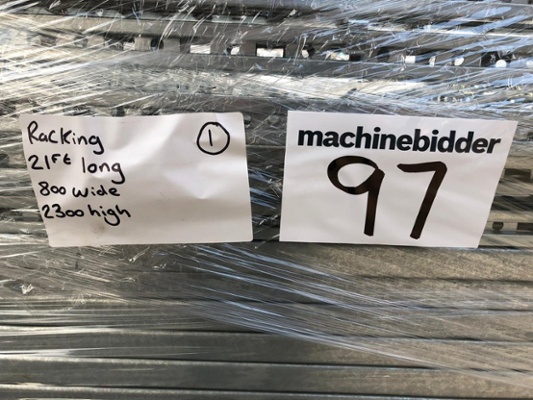 Racking
①
21Ft long
800 wide
2300 high
machinebidder
97